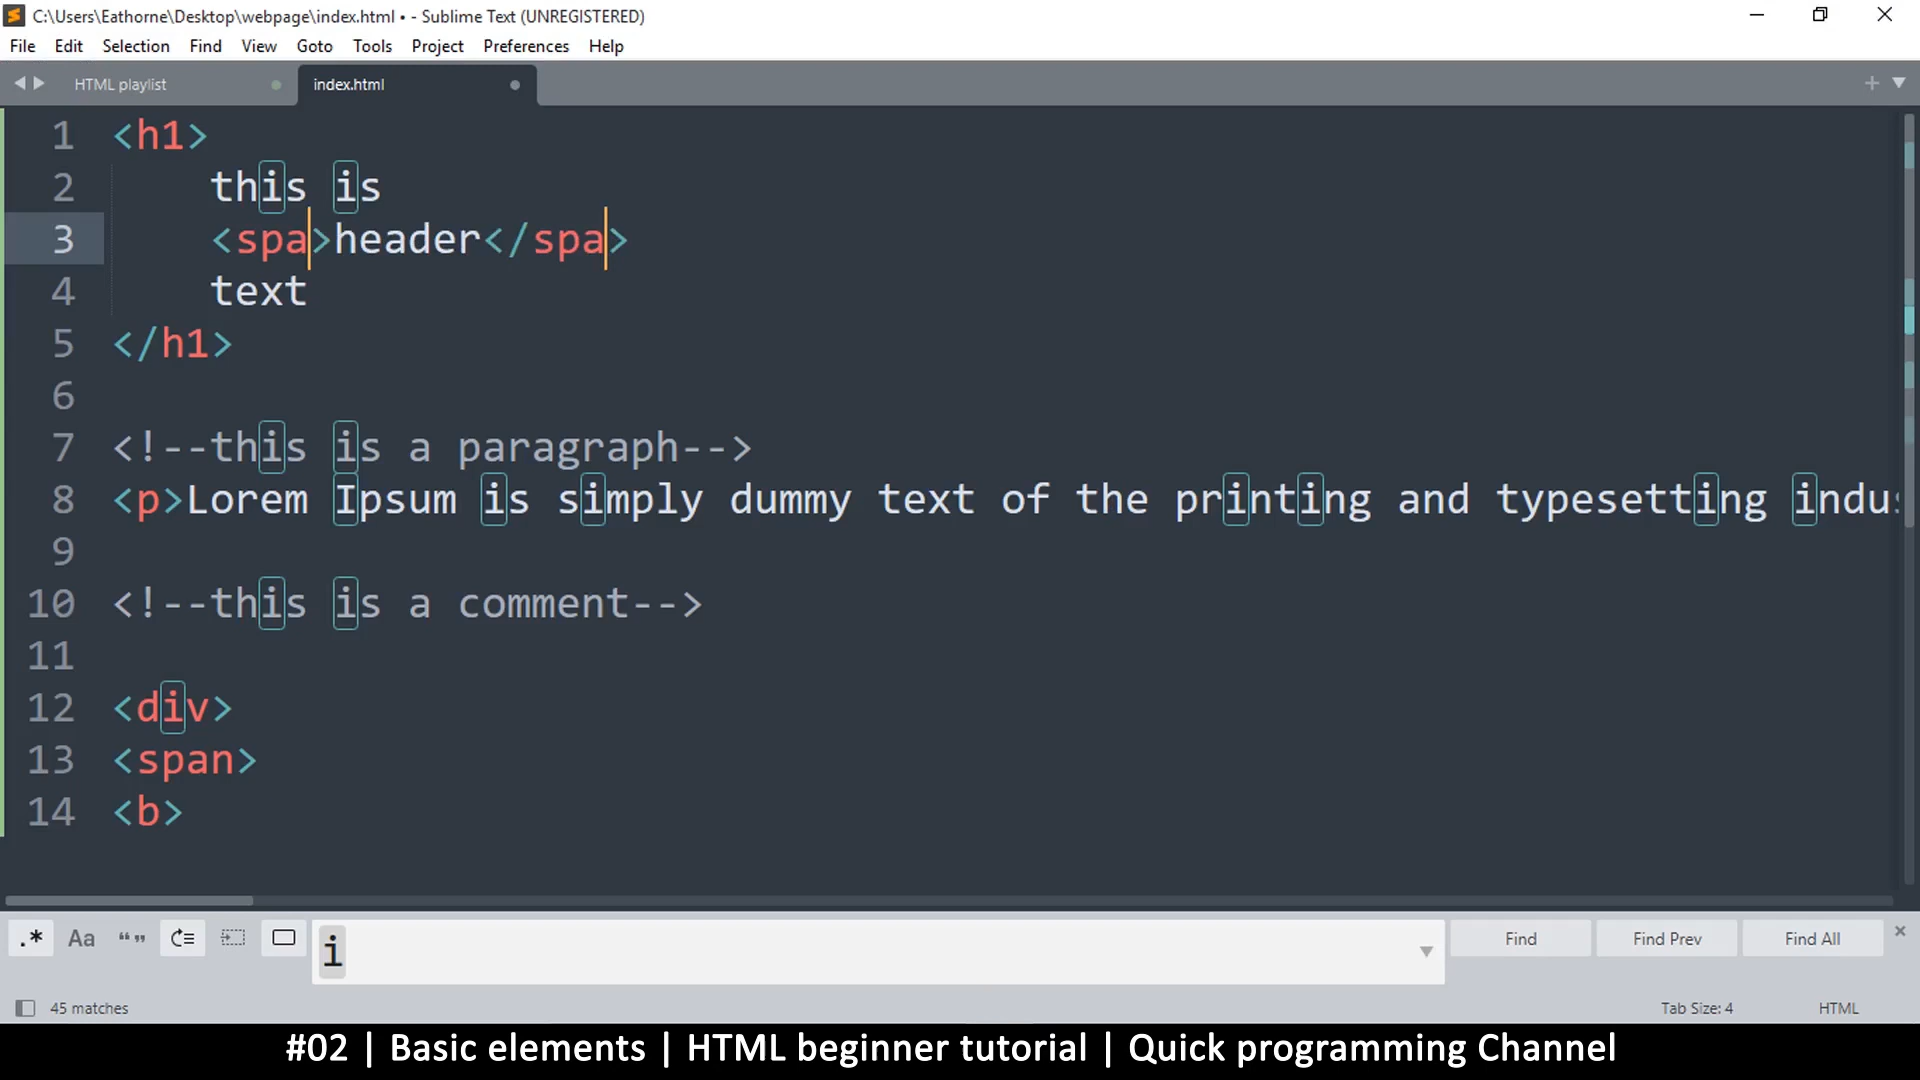 C:\Users\Eathorne\Desktop\webpage\index.html • - Sublime Text (UNREGISTERED)
File Edit Selection Find View Goto Tools Project Preferences Help
HTML playlist index.html
1 <h1>
2 this is
3 <spa>header</spa>
4 text
5 </h1>
6
7 <!--this is a paragraph-->
8 <p>Lorem Ipsum is simply dummy text of the printing and typesetting indus
9
10 <!--this is a comment-->
11
12 <div>
13 <span>
14 <b>
.* Aa “” i Find Find Prev Find All
45 matches Tab Size: 4 HTML
#02 | Basic elements | HTML beginner tutorial | Quick programming Channel